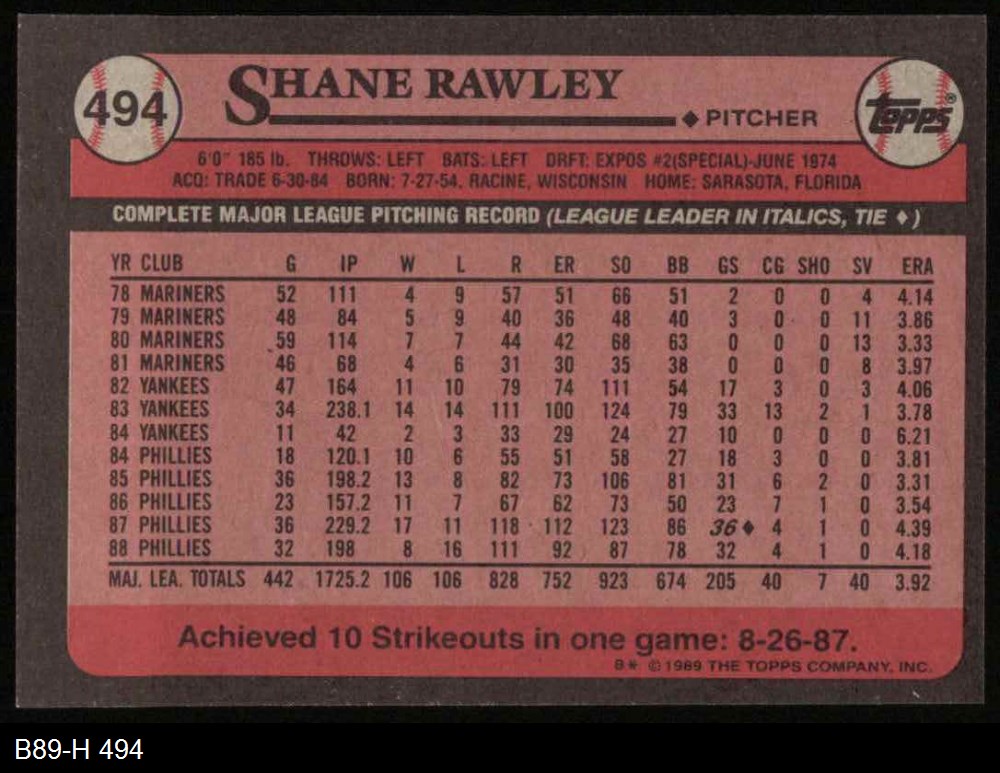 494
SHANE RAWLEY
◆ PITCHER
topps®
6'0" 185 lb. THROWS: LEFT BATS: LEFT DRFT: EXPOS #2(SPECIAL)-JUNE 1974
ACQ: TRADE 6-30-84 BORN: 7-27-54, RACINE, WISCONSIN HOME: SARASOTA, FLORIDA
COMPLETE MAJOR LEAGUE PITCHING RECORD (LEAGUE LEADER IN ITALICS, TIE ◆)
YR CLUB G IP W L R ER SO BB GS CG SHO SV ERA
78 MARINERS 52 111 4 9 57 51 66 51 2 0 0 4 4.14
79 MARINERS 48 84 5 9 40 36 48 40 3 0 0 11 3.86
80 MARINERS 59 114 7 7 44 42 68 63 0 0 0 13 3.33
81 MARINERS 46 68 4 6 31 30 35 38 0 0 0 8 3.97
82 YANKEES 47 164 11 10 79 74 111 54 17 3 0 3 4.06
83 YANKEES 34 238.1 14 14 111 100 124 79 33 13 2 1 3.78
84 YANKEES 11 42 2 3 33 29 24 27 10 0 0 0 6.21
84 PHILLIES 18 120.1 10 6 55 51 58 27 18 3 0 0 3.81
85 PHILLIES 36 198.2 13 8 82 73 106 81 31 6 2 0 3.31
86 PHILLIES 23 157.2 11 7 67 62 73 50 23 7 1 0 3.54
87 PHILLIES 36 229.2 17 11 118 112 123 86 36◆ 4 1 0 4.39
88 PHILLIES 32 198 8 16 111 92 87 78 32 4 1 0 4.18
MAJ. LEA. TOTALS 442 1725.2 106 106 828 752 923 674 205 40 7 40 3.92
Achieved 10 Strikeouts in one game: 8-26-87.
B* © 1989 THE TOPPS COMPANY, INC.
B89-H 494